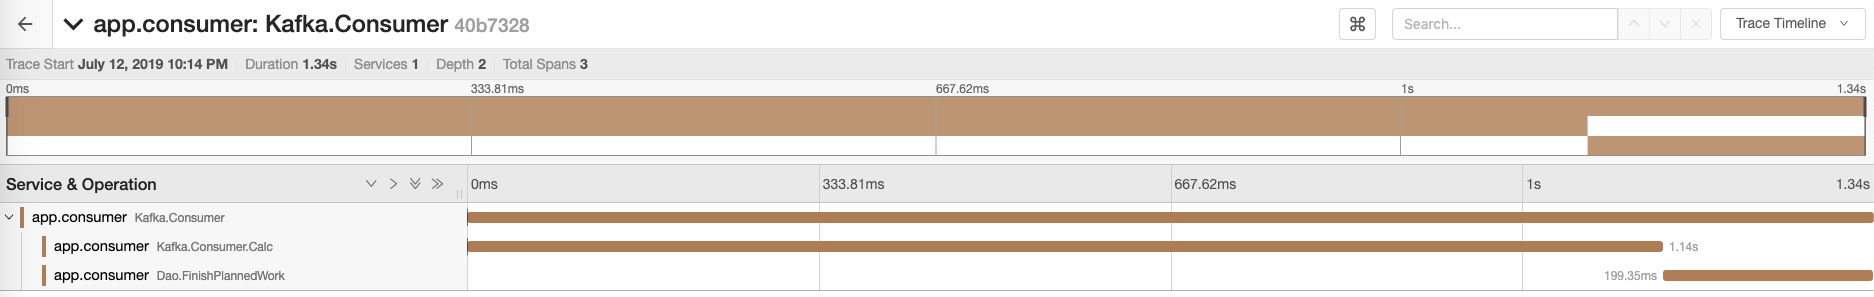 app.consumer: Kafka.Consumer 40b7328 ⌘ Search... Trace Timeline
Trace Start July 12, 2019 10:14 PM Duration 1.34s Services 1 Depth 2 Total Spans 3
0ms 333.81ms 667.62ms 1s 1.34s
Service & Operation 0ms 333.81ms 667.62ms 1s 1.34s
app.consumer Kafka.Consumer
app.consumer Kafka.Consumer.Calc 1.14s
app.consumer Dao.FinishPlannedWork 199.35ms